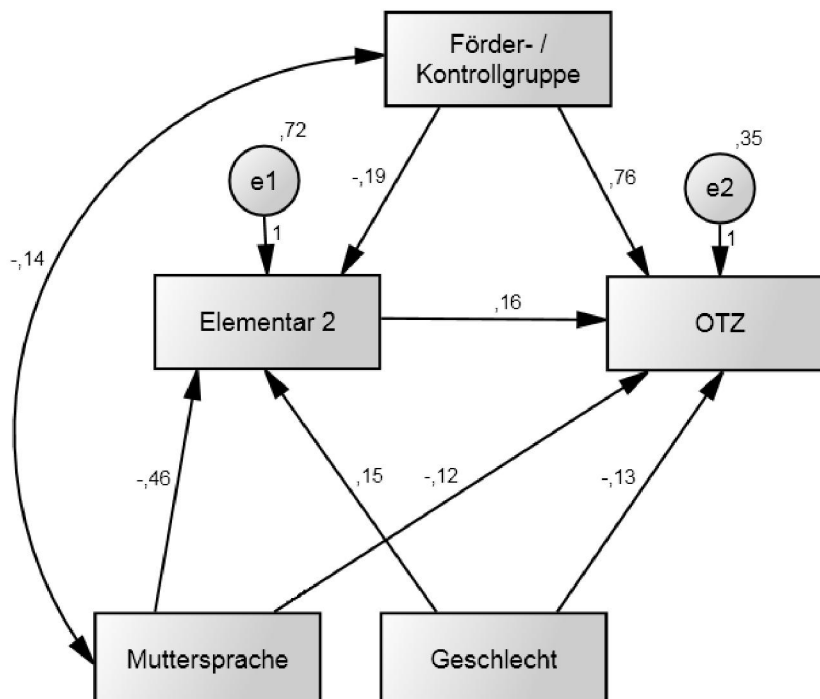 Förder- /
Kontrollgruppe
,72
,35
e1
e2
-,19
,76
1
1
-,14
Elementar 2
,16
OTZ
-,46
,15
-,12
-,13
Muttersprache
Geschlecht